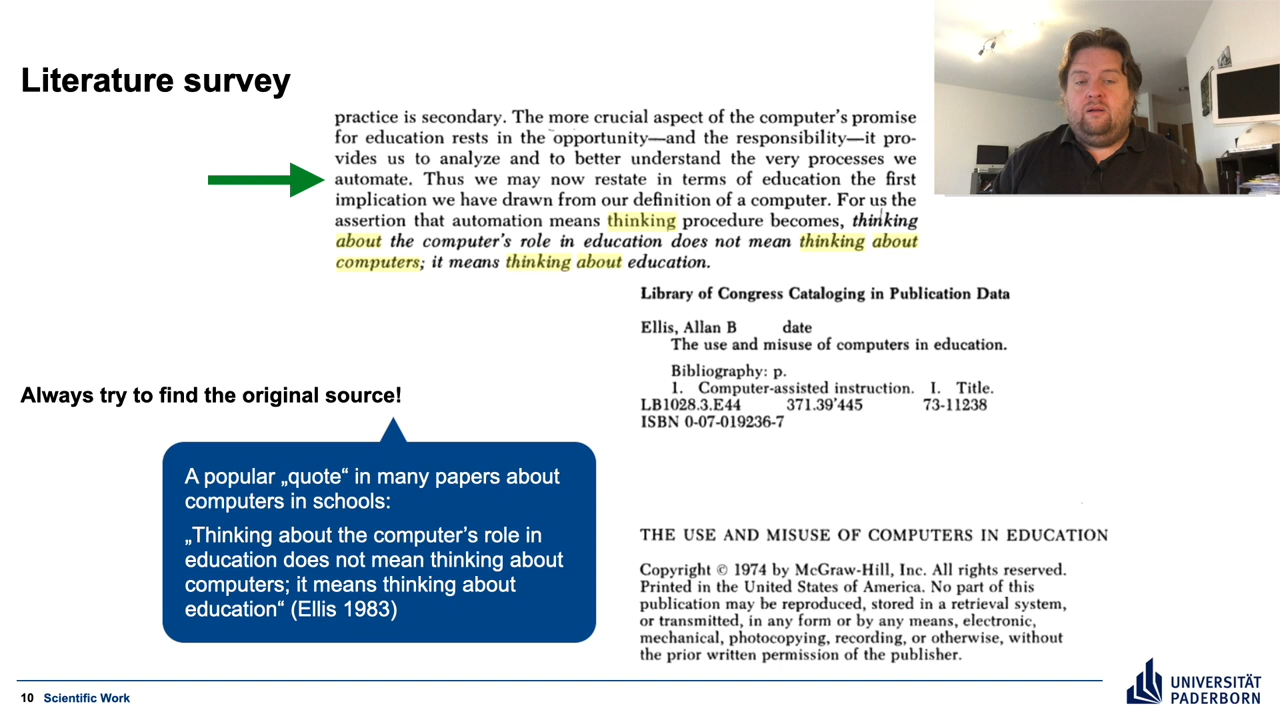 Literature survey
practice is secondary. The more crucial aspect of the computer's promise
for education rests in the opportunity—and the responsibility—it pro-
vides us to analyze and to better understand the very processes we
automate. Thus we may now restate in terms of education the first
implication we have drawn from our definition of a computer. For us the
assertion that automation means thinking procedure becomes, thinking
about the computer's role in education does not mean thinking about
computers; it means thinking about education.
Library of Congress Cataloging in Publication Data
Ellis, Allan B date
The use and misuse of computers in education.
Bibliography: p.
1. Computer-assisted instruction. I. Title.
LB1028.3.E44 371.39'445 73-11238
ISBN 0-07-019236-7
Always try to find the original source!
A popular „quote“ in many papers about
computers in schools:
„Thinking about the computer's role in
education does not mean thinking about
computers; it means thinking about
education“ (Ellis 1983)
THE USE AND MISUSE OF COMPUTERS IN EDUCATION
Copyright © 1974 by McGraw-Hill, Inc. All rights reserved.
Printed in the United States of America. No part of this
publication may be reproduced, stored in a retrieval system,
or transmitted, in any form or by any means, electronic,
mechanical, photocopying, recording, or otherwise, without
the prior written permission of the publisher.
10 Scientific Work
UNIVERSITÄT
PADERBORN